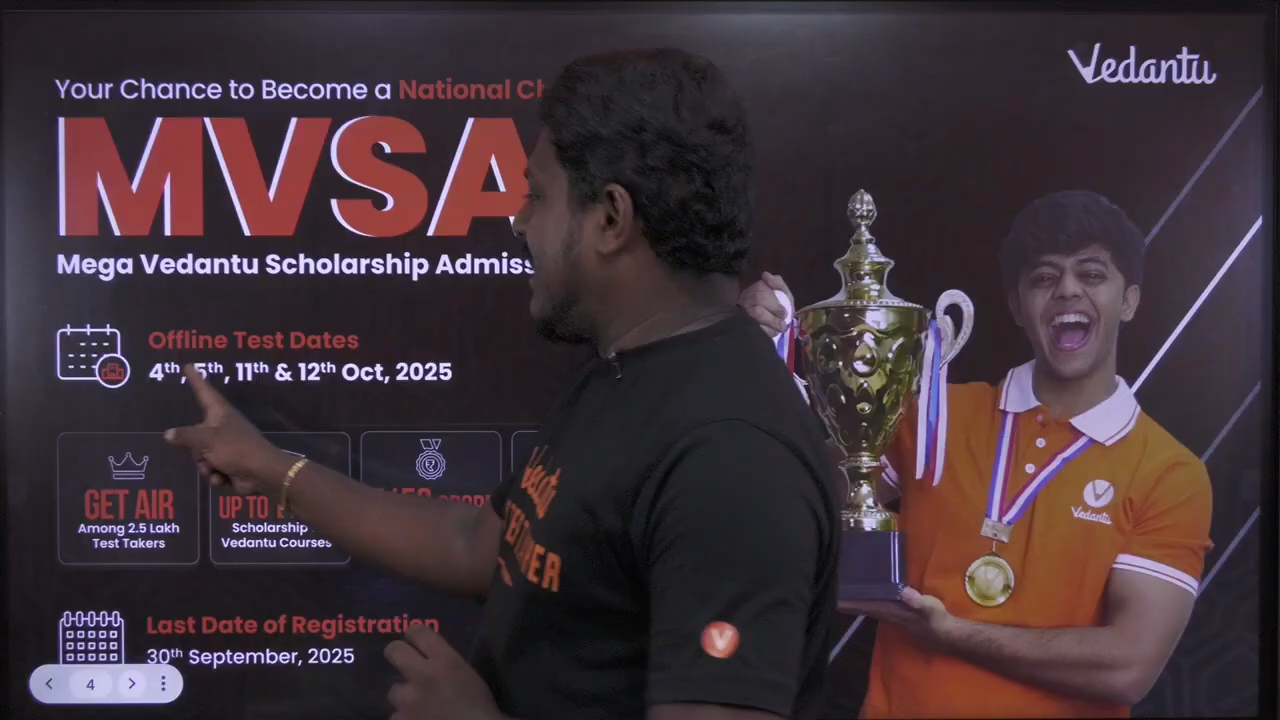 Vedantu
Your Chance to Become a National Ch
MVSA
Mega Vedantu Scholarship Admiss
Offline Test Dates
4th, 5th, 11th & 12th Oct, 2025
GET AIR
Among 2.5 Lakh
Test Takers
UP TO
Scholarship
Vedantu Courses
Last Date of Registration
30th September, 2025
4
Vedantu
Vedantu
V